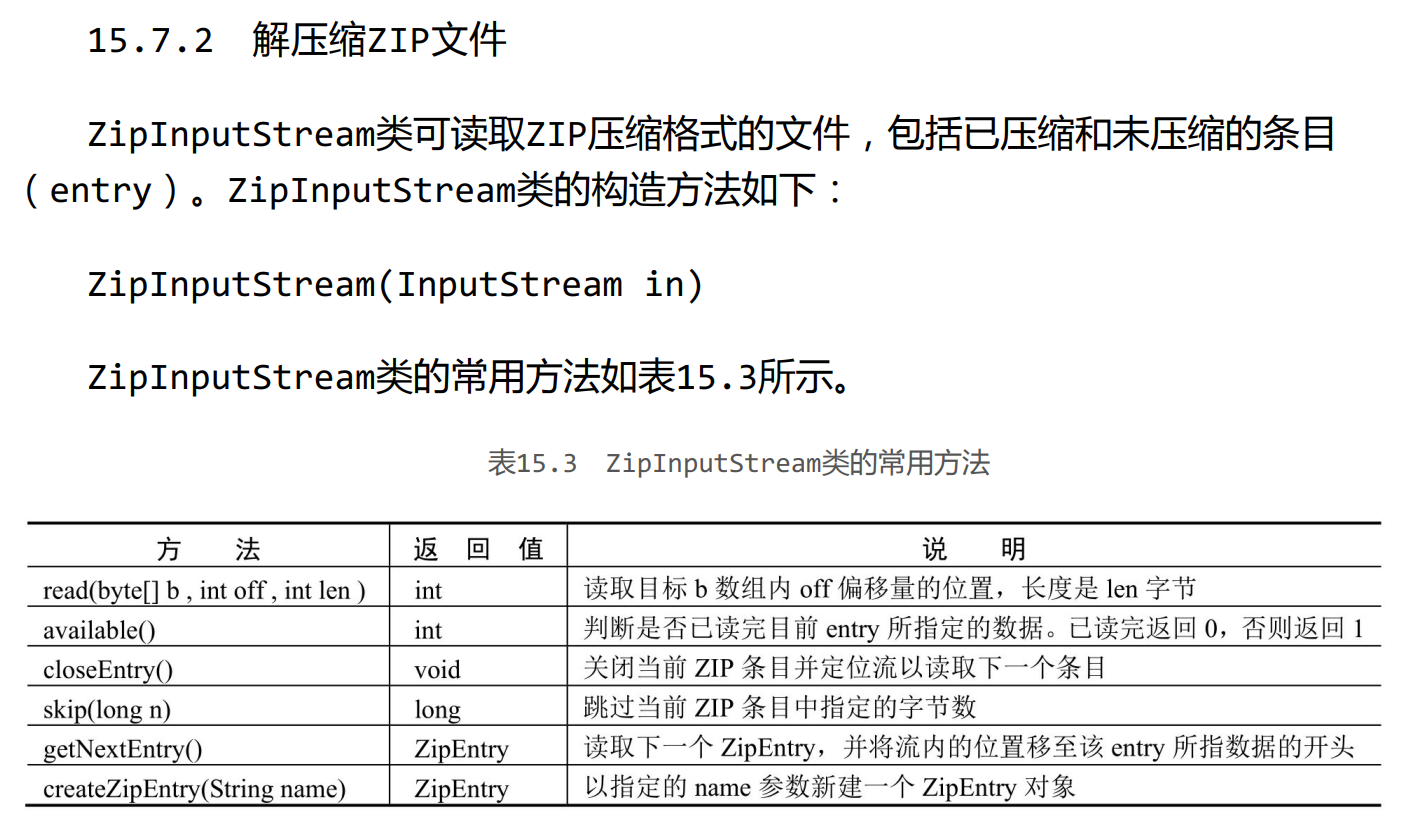 15.7.2 解压缩ZIP文件
ZipInputStream类可读取ZIP压缩格式的文件，包括已压缩和未压缩的条目
（entry）。ZipInputStream类的构造方法如下：
ZipInputStream(InputStream in)
ZipInputStream类的常用方法如表15.3所示。
表15.3 ZipInputStream类的常用方法
方 法 返 回 值 说 明
read(byte[] b , int off , int len ) int 读取目标 b 数组内 off 偏移量的位置，长度是 len 字节
available() int 判断是否已读完目前 entry 所指定的数据。已读完返回 0，否则返回 1
closeEntry() void 关闭当前 ZIP 条目并定位流以读取下一个条目
skip(long n) long 跳过当前 ZIP 条目中指定的字节数
getNextEntry() ZipEntry 读取下一个 ZipEntry，并将流内的位置移至该 entry 所指数据的开头
createZipEntry(String name) ZipEntry 以指定的 name 参数新建一个 ZipEntry 对象